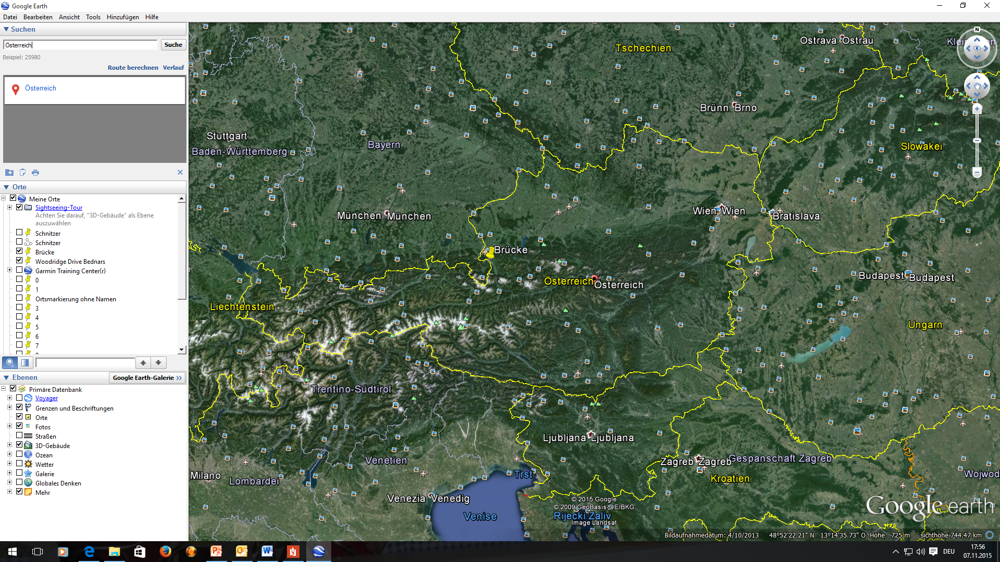 Google Earth
Datei Bearbeiten Ansicht Tools Hinzufügen Hilfe
Suchen
Österreich
Suche
Beispiel: 25980
Route berechnen Verlauf
Österreich
Orte
Meine Orte
Sightseeing-Tour
Achten Sie darauf, "3D-Gebäude" als Ebene
auszuwählen
Schnitzer
Schnitzer
Brücke
Woodridge Drive Bednars
Garmin Training Center(r)
0
1
Ortsmarkierung ohne Namen
3
4
5
6
7
Ebenen
Google Earth-Galerie »
Primäre Datenbank
Voyager
Grenzen und Beschriftungen
Orte
Fotos
Straßen
3D-Gebäude
Ozean
Wetter
Galerie
Globales Denken
Mehr
N
Ostrava Ostrau
Tschechien
Brünn Brno
Stuttgart
Bayern
Baden-Württemberg
Slowakei
München München
Wien Wien
Bratislava
Brücke
Österreich Österreich
Budapest Budapest
Liechtenstein
Ungarn
Trentino-Südtirol
Ljubljana Ljubljana
Venetien
Zagreb Zagreb
Gespanschaft Zagreb
Milano
Lombardei
Trst
Kroatien
Wojwod
Venezia Venedig
Venise
Rijecki Zaliv
© 2015 Google
© 2009 GeoBasis-DE/BKG
Image Landsat
Google earth
Bildaufnahmedatum: 4/10/2013 48°52'22.21" N 13°14'35.73" O Höhe 725 m sichthöhe 744.47 km
DEU
17:56
07.11.2015